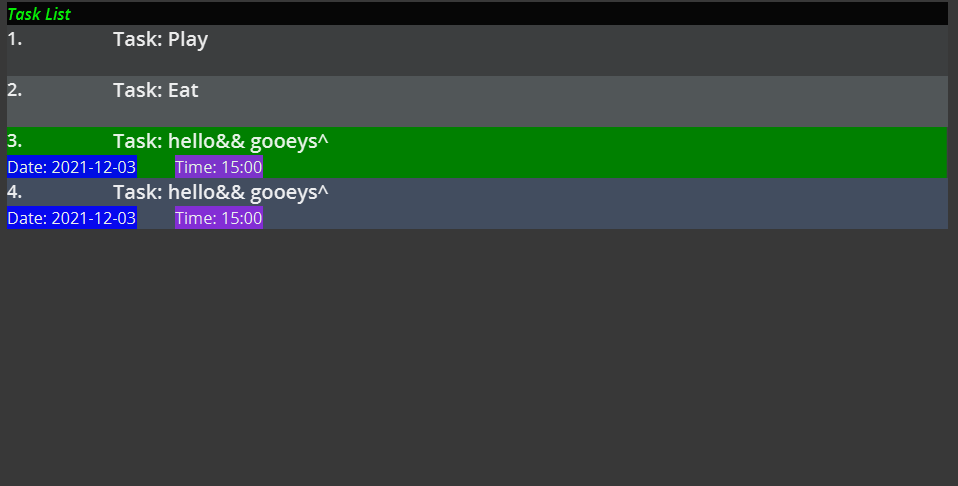 Task List
1. Task: Play
2. Task: Eat
3. Task: hello&& gooeys^
Date: 2021-12-03 Time: 15:00
4. Task: hello&& gooeys^
Date: 2021-12-03 Time: 15:00